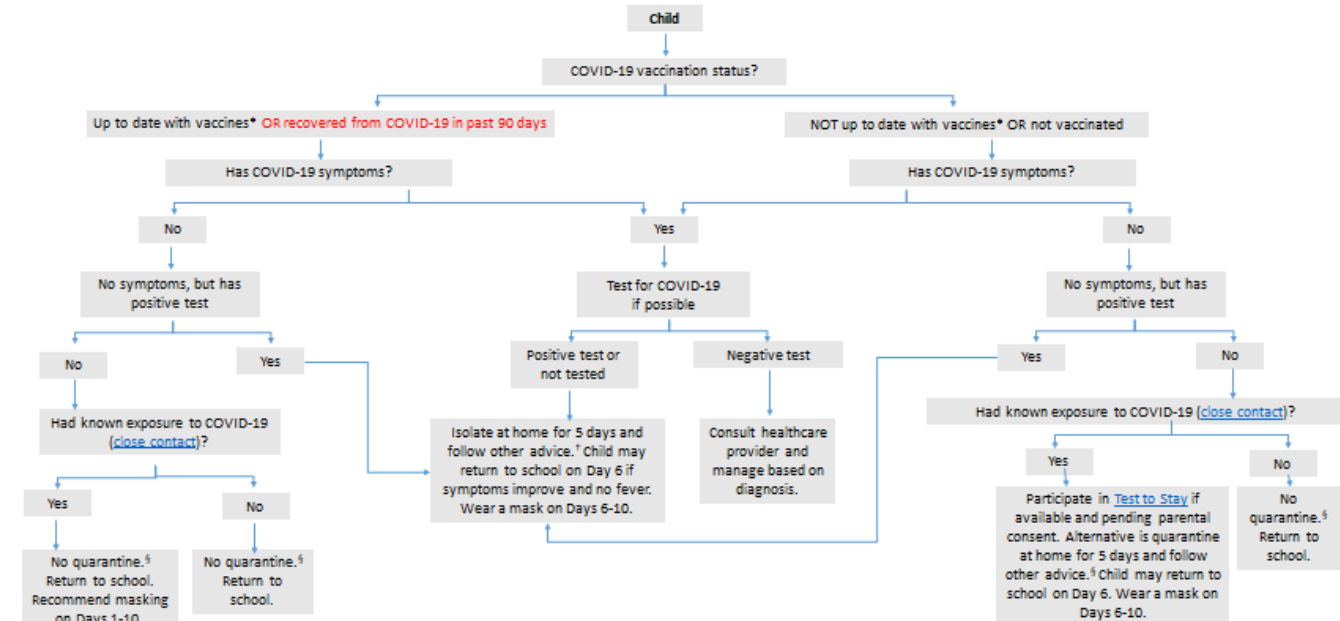 Child
COVID-19 vaccination status?
Up to date with vaccines* OR recovered from COVID-19 in past 90 days
NOT up to date with vaccines* OR not vaccinated
Has COVID-19 symptoms?
Has COVID-19 symptoms?
No
Yes
No
No symptoms, but has
positive test
Test for COVID-19
if possible
No symptoms, but has
positive test
No
Yes
Positive test or
not tested
Negative test
Yes
No
Had known exposure to COVID-19
(close contact)?
Isolate at home for 5 days and
follow other advice.† Child may
return to school on Day 6 if
symptoms improve and no fever.
Wear a mask on Days 6-10.
Consult healthcare
provider and
manage based on
diagnosis.
Had known exposure to COVID-19 (close contact)?
Yes
No
Yes
No
No quarantine.§
Return to school.
Recommend masking
on Days 1-10
No quarantine.§
Return to
school.
Participate in Test to Stay if
available and pending parental
consent. Alternative is quarantine
at home for 5 days and follow
other advice.§ Child may return to
school on Day 6. Wear a mask on
Days 6-10.
No
quarantine.§
Return to
school.